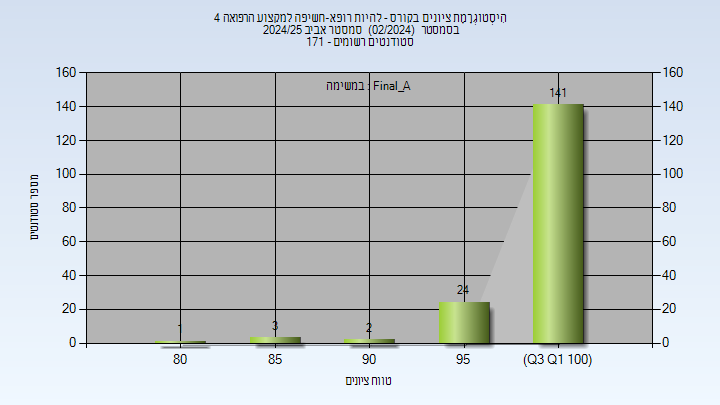 הִיסְטוֹגְרָמַת ציונים בקורס - להיות רופא-חשיפה למקצוע הרפואה 4
בסמסטר (02/2024) סמסטר אביב 2024/25
סטודנטים רשומים - 171
במשימה : Final_A
מספר סטודנטים
160 160
140 140
120 120
100 100
80 80
60 60
40 40
20 20
0 0
1 3 2 24 141
80 85 90 95 (Q3 Q1 100)
טווח ציונים